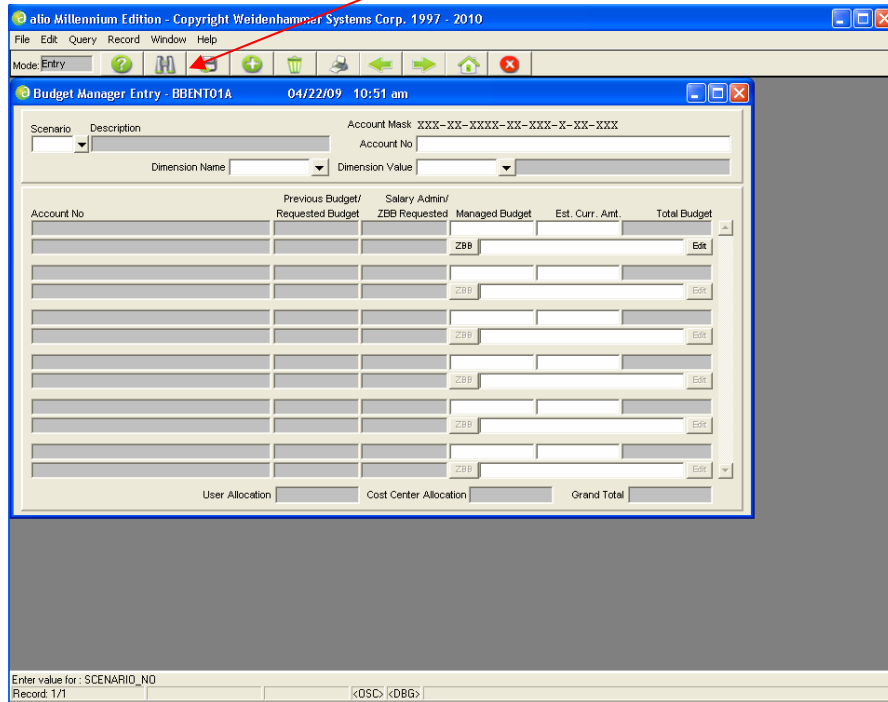 alio Millennium Edition - Copyright Weidenhammer Systems Corp. 1997 - 2010
File Edit Query Record Window Help
Mode: Entry
Budget Manager Entry - BBENT01A 04/22/09 10:51 am
Account Mask XXX-XX-XXXX-XX-XXX-X-XX-XXX
Scenario Description
Account No
Dimension Name Dimension Value
Previous Budget/ Salary Admin/
Account No Requested Budget ZBB Requested Managed Budget Est. Curr. Amt. Total Budget
ZBB Edit
ZBB Edit
ZBB Edit
ZBB Edit
ZBB Edit
ZBB Edit
User Allocation Cost Center Allocation Grand Total
Enter value for : SCENARIO_NO
Record: 1/1 <OSC> <DBG>